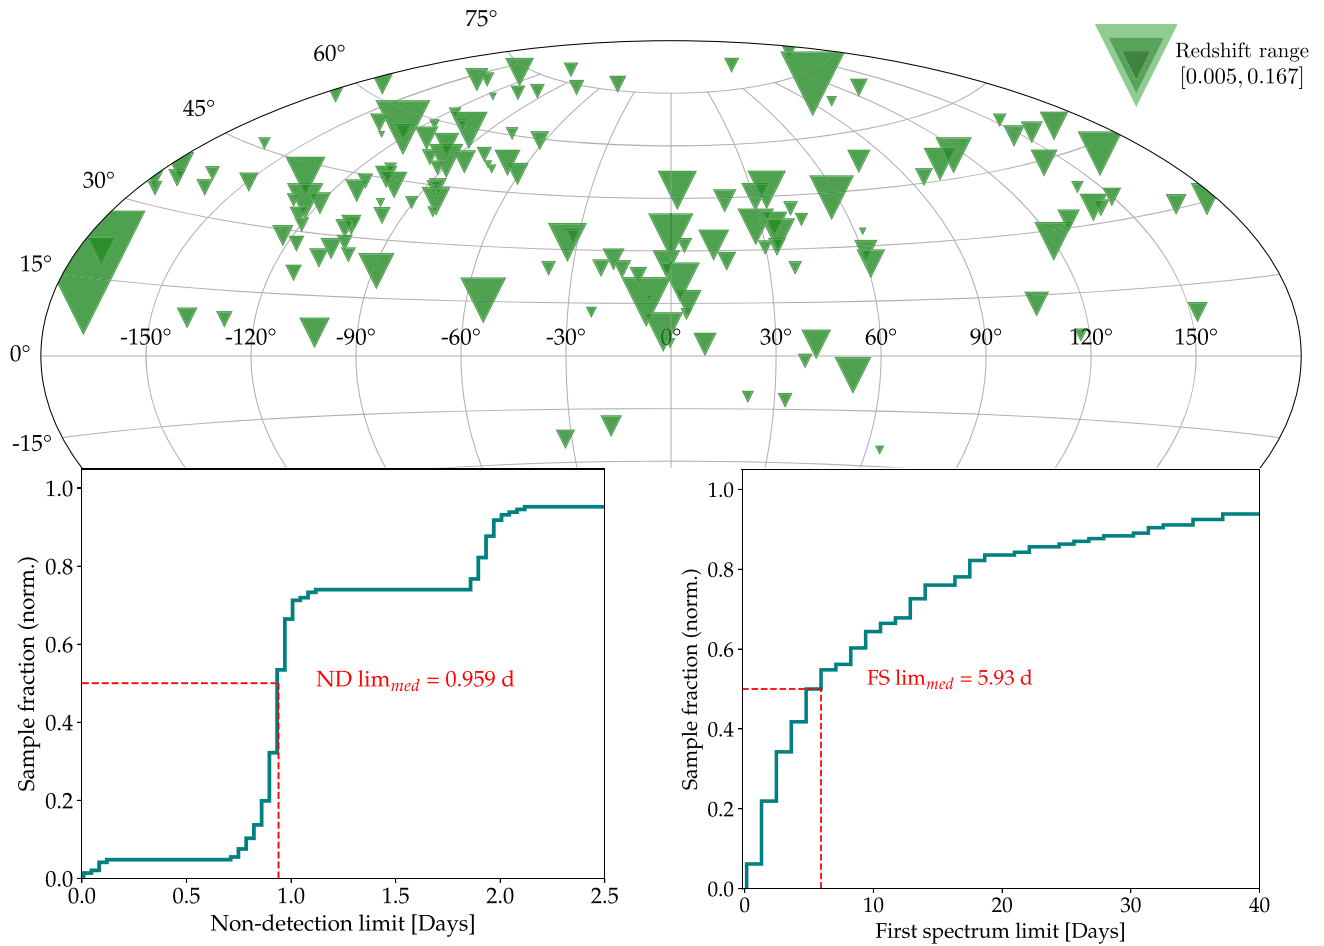 75°
60°
45°
30°
15°
0°
-15°
-150° -120° -90° -60° -30° 0° 30° 60° 90° 120° 150°
Redshift range
[0.005, 0.167]
Sample fraction (norm.)
1.0
0.8
0.6
0.4
0.2
0.0
ND lim_med = 0.959 d
0.0 0.5 1.0 1.5 2.0 2.5
Non-detection limit [Days]
Sample fraction (norm.)
1.0
0.8
0.6
0.4
0.2
0.0
FS lim_med = 5.93 d
0 10 20 30 40
First spectrum limit [Days]